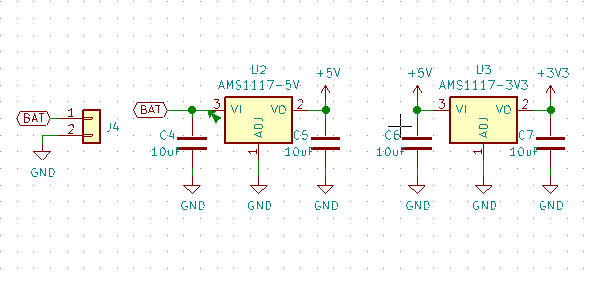 U2
AMS1117-5V
+5V
+5V
U3
AMS1117-3V3
+3V3
BAT
1
2
J4
GND
BAT
3
VI
VO
2
ADJ
1
C4
10uF
C5
10uF
GND
GND
GND
3
VI
VO
2
ADJ
1
C6
10uF
C7
10uF
GND
GND
GND